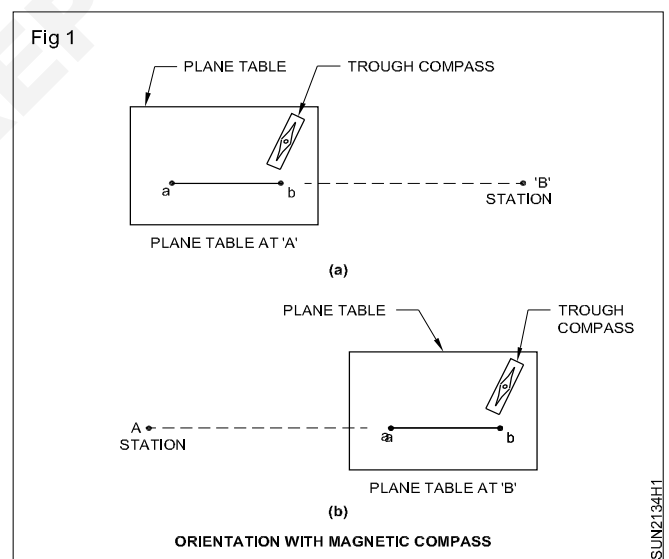 Fig 1
PLANE TABLE
TROUGH COMPASS
a
b
'B'
STATION
PLANE TABLE AT 'A'
(a)
PLANE TABLE
TROUGH
COMPASS
A
STATION
a
b
PLANE TABLE AT 'B'
(b)
ORIENTATION WITH MAGNETIC COMPASS
SUN2134H1